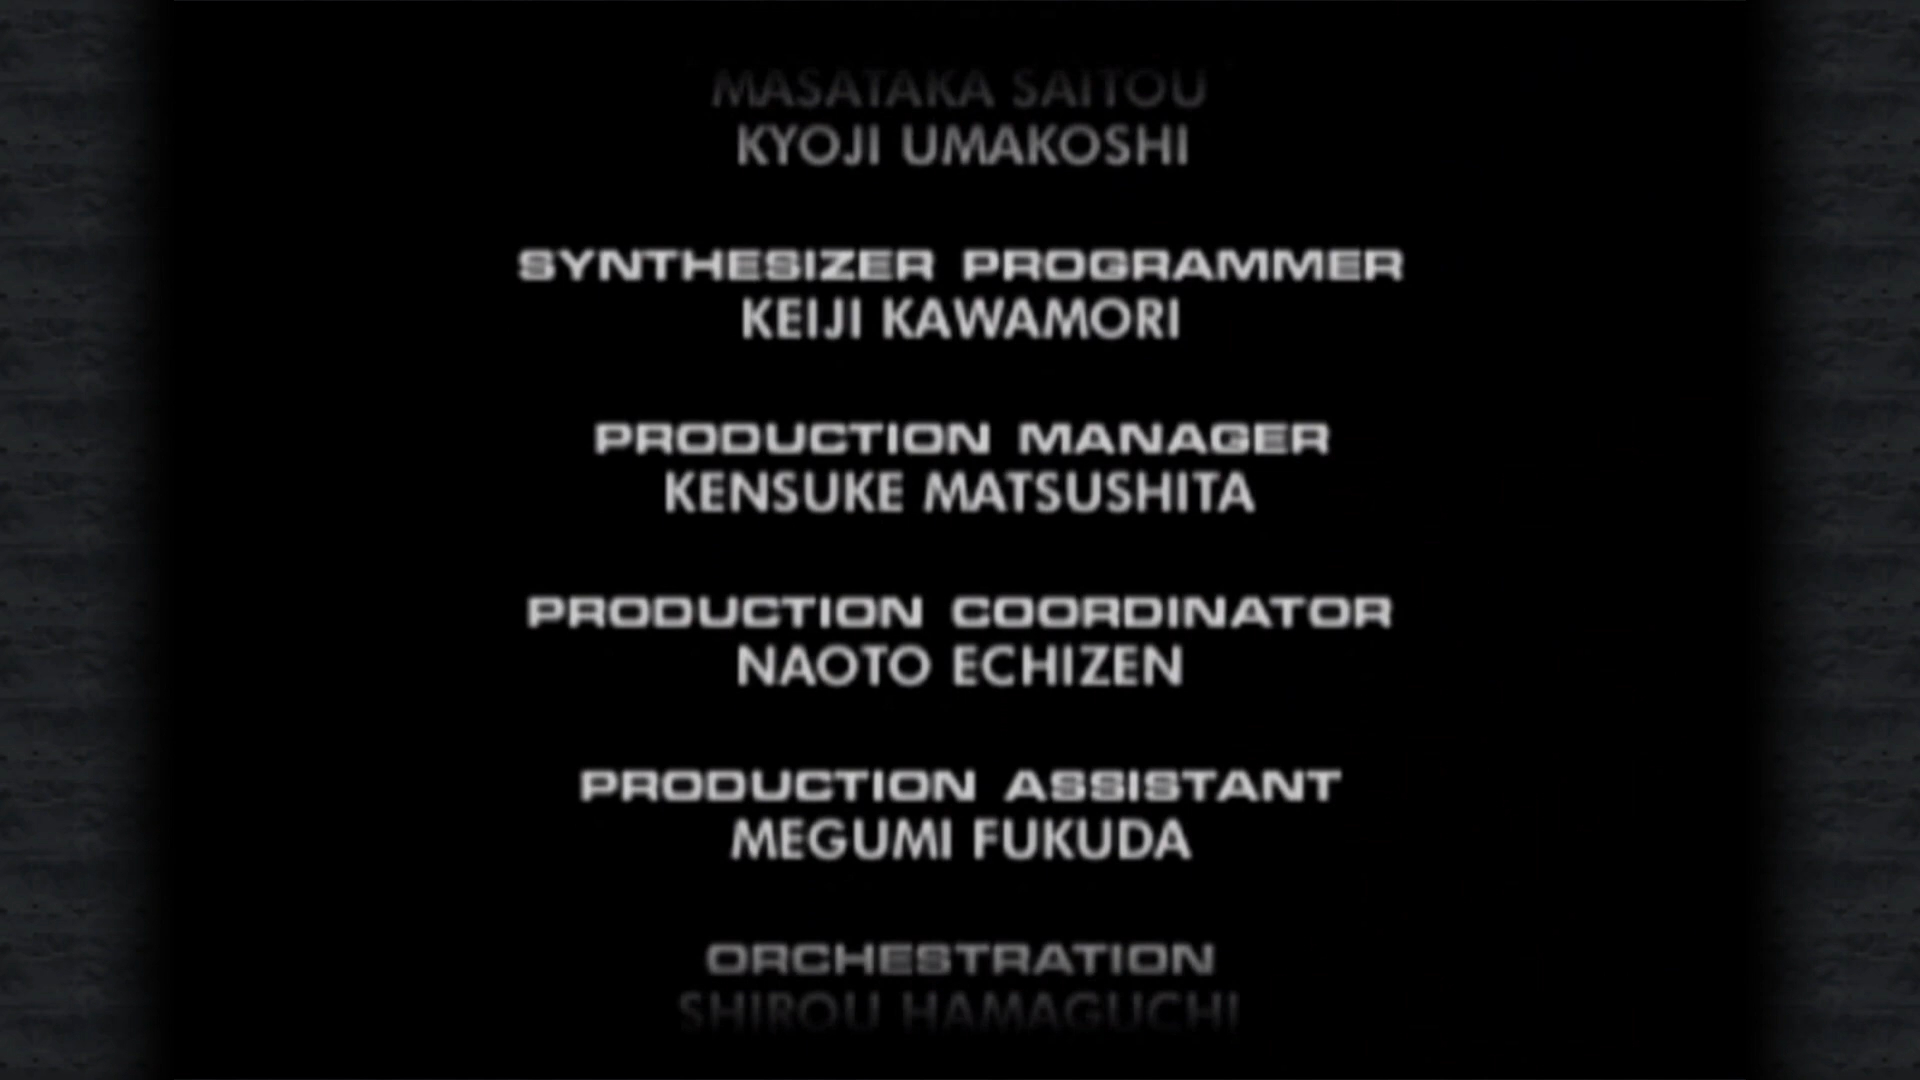 MASATAKA SAITOU
KYOJI UMAKOSHI
SYNTHESIZER PROGRAMMER
KEIJI KAWAMORI
PRODUCTION MANAGER
KENSUKE MATSUSHITA
PRODUCTION COORDINATOR
NAOTO ECHIZEN
PRODUCTION ASSISTANT
MEGUMI FUKUDA
ORCHESTRATION
SHIROU HAMAGUCHI